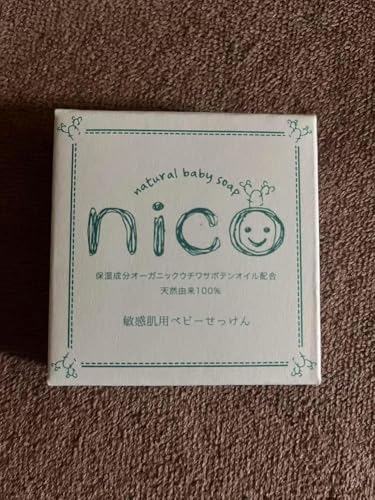 natural baby soap
nico
保湿成分オーガニックウチワサボテンオイル配合
天然由来100%
敏感肌用ベビーせっけん